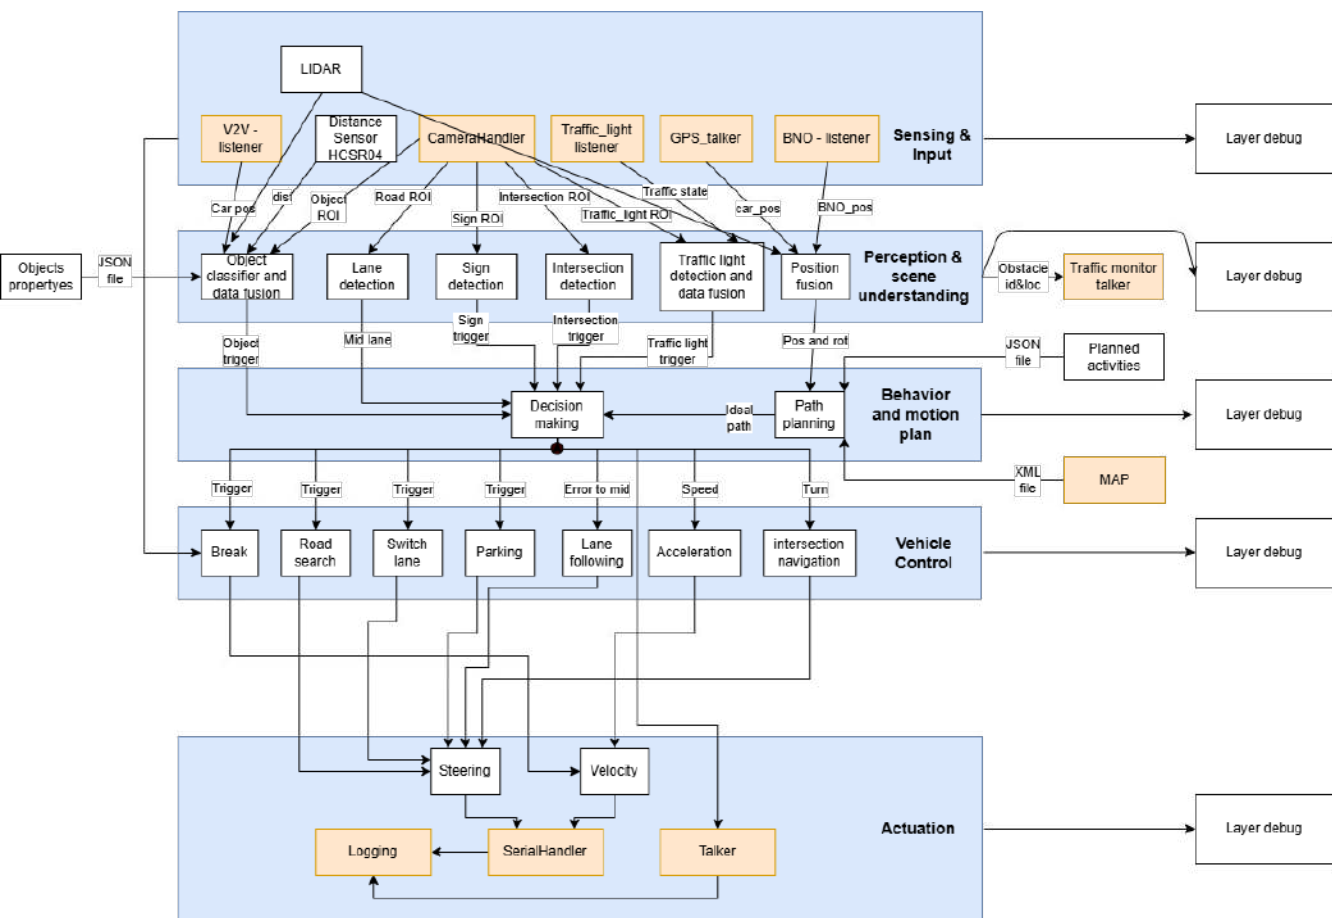 LIDAR
V2V -
listener
Distance
Sensor
HCSR04
CameraHandler
Traffic_light
listener
GPS_talker
BNO - listener
Sensing &
Input
Layer debug
Car pos
dist
Object
ROI
Road ROI
Sign ROI
Intersection ROI
Traffic_light ROI
Traffic state
car_pos
BNO_pos
Objects
propertyes
JSON
file
Object
classifier and
data fusion
Lane
detection
Sign
detection
Intersection
detection
Traffic light
detection and
data fusion
Position
fusion
Perception &
scene
understanding
Obstacle
id&loc
Traffic monitor
talker
Layer debug
Object
trigger
Mid lane
Sign
trigger
Intersection
trigger
Traffic light
trigger
Pos and rot
JSON
file
Planned
activities
Decision
making
Ideal
path
Path
planning
Behavior
and motion
plan
Layer debug
XML
file
MAP
Trigger
Trigger
Trigger
Trigger
Error to mid
Speed
Turn
Break
Road
search
Switch
lane
Parking
Lane
following
Acceleration
intersection
navigation
Vehicle
Control
Layer debug
Steering
Velocity
Logging
SerialHandler
Talker
Actuation
Layer debug